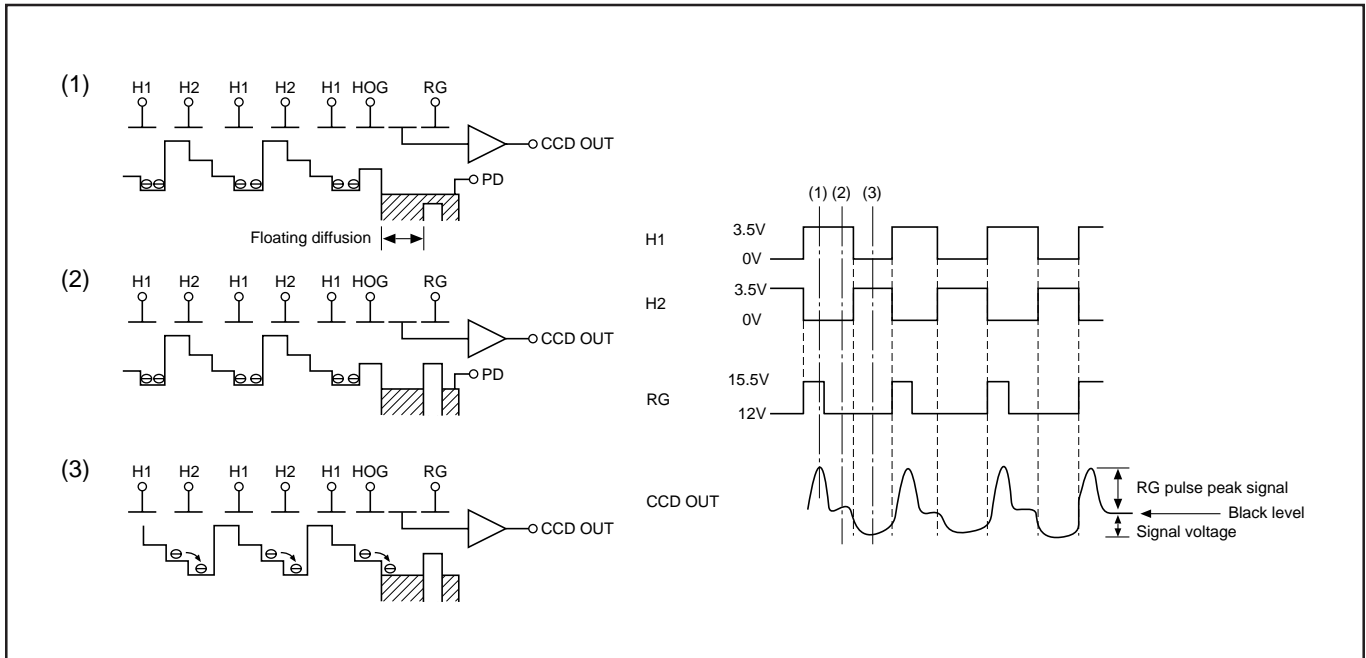 (1)
H1 H2 H1 H2 H1 HOG RG
CCD OUT
PD
Floating diffusion
(2)
H1 H2 H1 H2 H1 HOG RG
CCD OUT
PD
(3)
H1 H2 H1 H2 H1 HOG RG
CCD OUT
(1) (2) (3)
H1
3.5V
0V
H2
3.5V
0V
RG
15.5V
12V
CCD OUT
RG pulse peak signal
Black level
Signal voltage